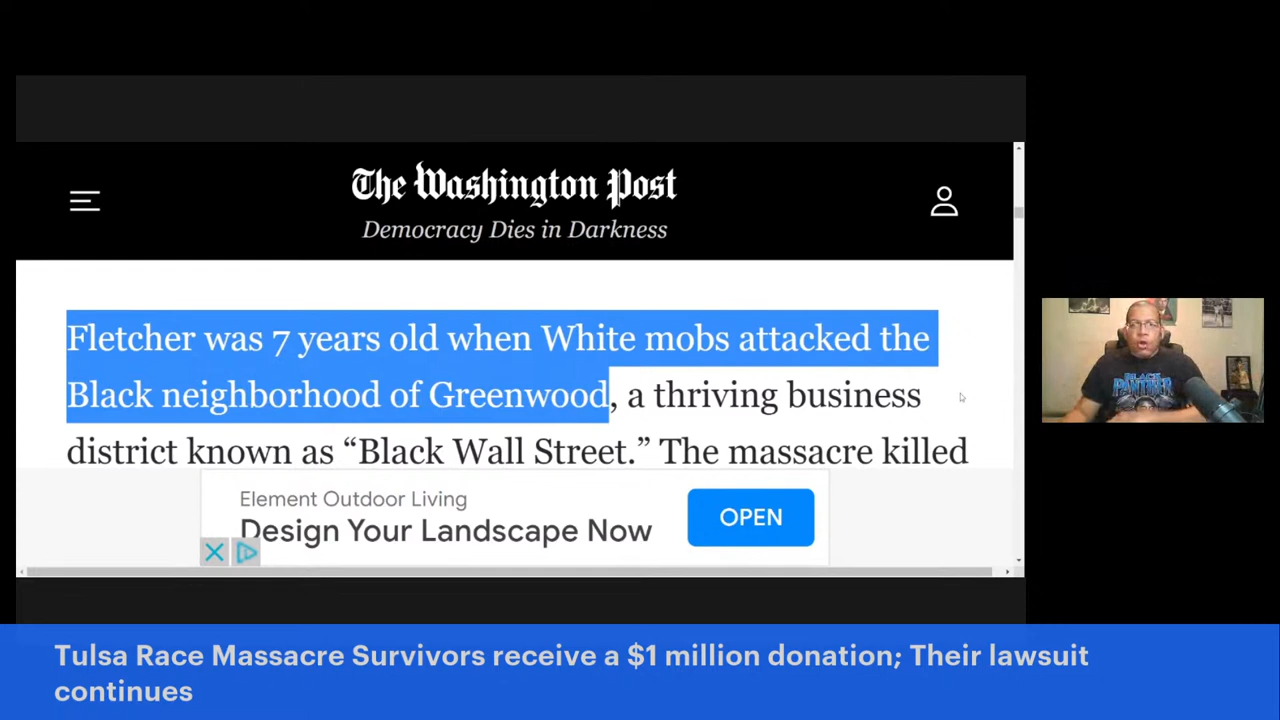 The Washington Post
Democracy Dies in Darkness
Fletcher was 7 years old when White mobs attacked the
Black neighborhood of Greenwood, a thriving business
district known as “Black Wall Street.” The massacre killed
Element Outdoor Living
Design Your Landscape Now
OPEN
BLACK
PANTHER
Tulsa Race Massacre Survivors receive a $1 million donation; Their lawsuit
continues